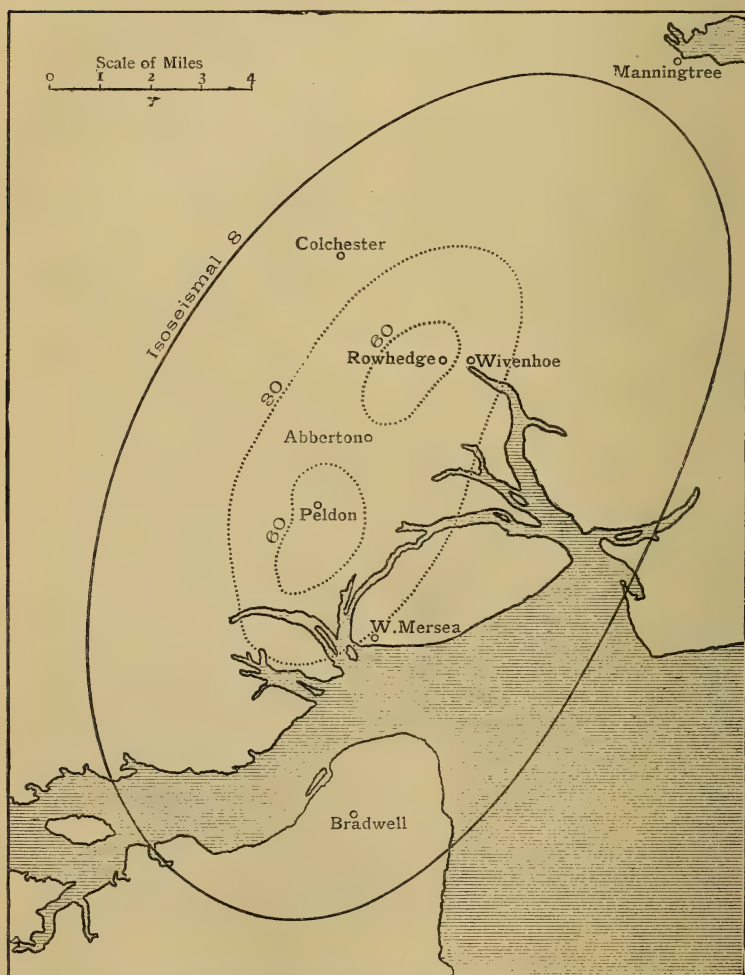 Scale of Miles
0 1 2 3 4
Manningtree
Isoseismal 8
Colchester
30
60
Rowhedge
Wivenhoe
Abberton
Peldon
60
W. Mersea
Bradwell